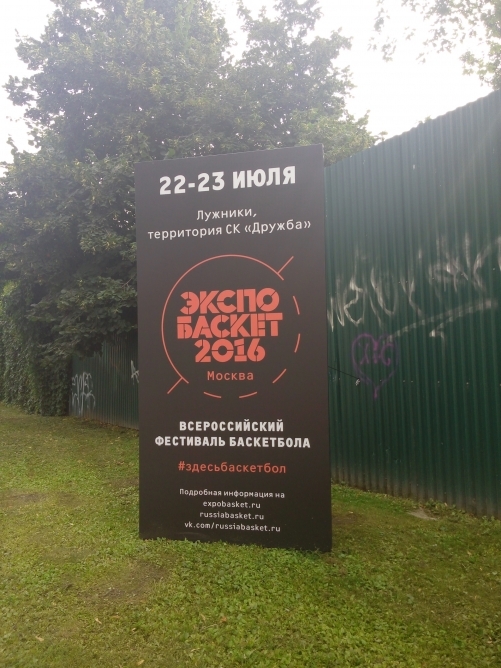 22-23 ИЮЛЯ
Лужники,
территория СК «Дружба»
ЭКСПО
БАСКЕТ
2016
Москва
ВСЕРОССИЙСКИЙ
ФЕСТИВАЛЬ БАСКЕТБОЛА
#здесьбаскетбол
Подробная информация на
expobasket.ru
russiabasket.ru
vk.com/russiabasket.ru